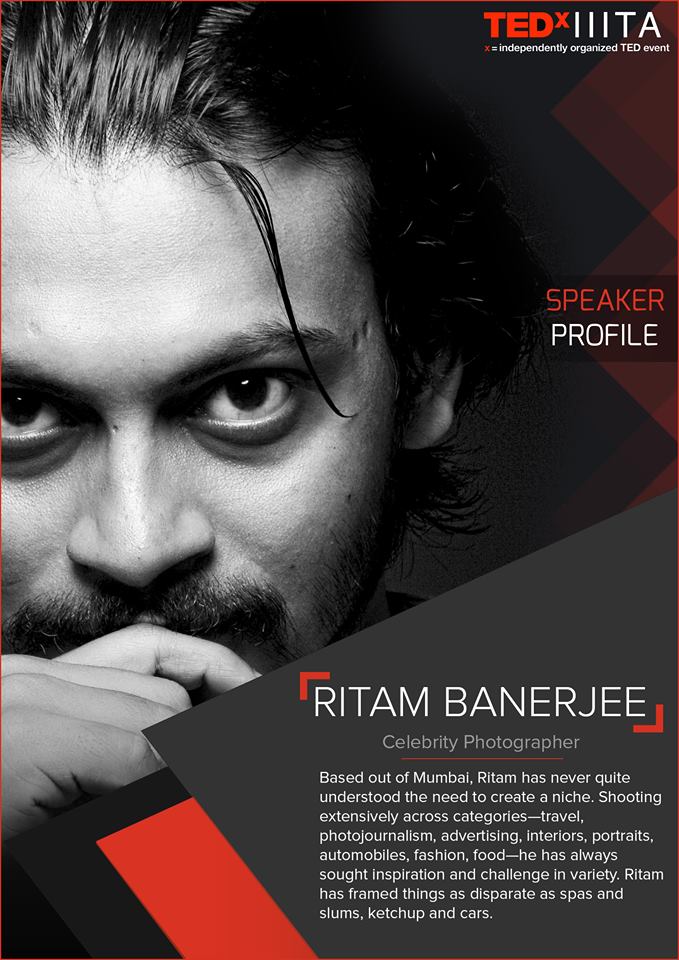 TEDxIIITA
x = independently organized TED event
SPEAKER
PROFILE
RITAM BANERJEE
Celebrity Photographer
Based out of Mumbai, Ritam has never quite
understood the need to create a niche. Shooting
extensively across categories—travel,
photojournalism, advertising, interiors, portraits,
automobiles, fashion, food—he has always
sought inspiration and challenge in variety. Ritam
has framed things as disparate as spas and
slums, ketchup and cars.